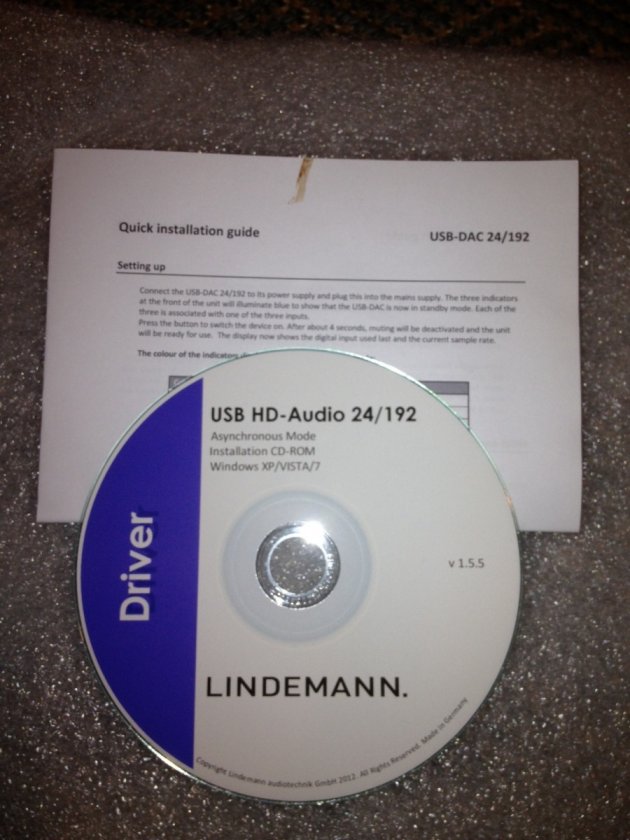 Quick installation guide
USB-DAC 24/192
Setting up
Connect the USB-DAC 24/192 to its power supply and plug this into the mains supply. The three indicators
at the front of the unit will illuminate blue to show that the USB-DAC is now in standby mode. Each of the
three is associated with one of the three inputs.
Press the button to switch the device on. After about 4 seconds, muting will be deactivated and the unit
will be ready for use. The display now shows the digital input used last and the current sample rate.
The colour of the indicators
USB HD-Audio 24/192
Asynchronous Mode
Installation CD-ROM
Windows XP/VISTA/7
Driver
v 1.5.5
LINDEMANN.
Copyright Lindemann audiotechnik GmbH 2012. All Rights Reserved. Made in Germany